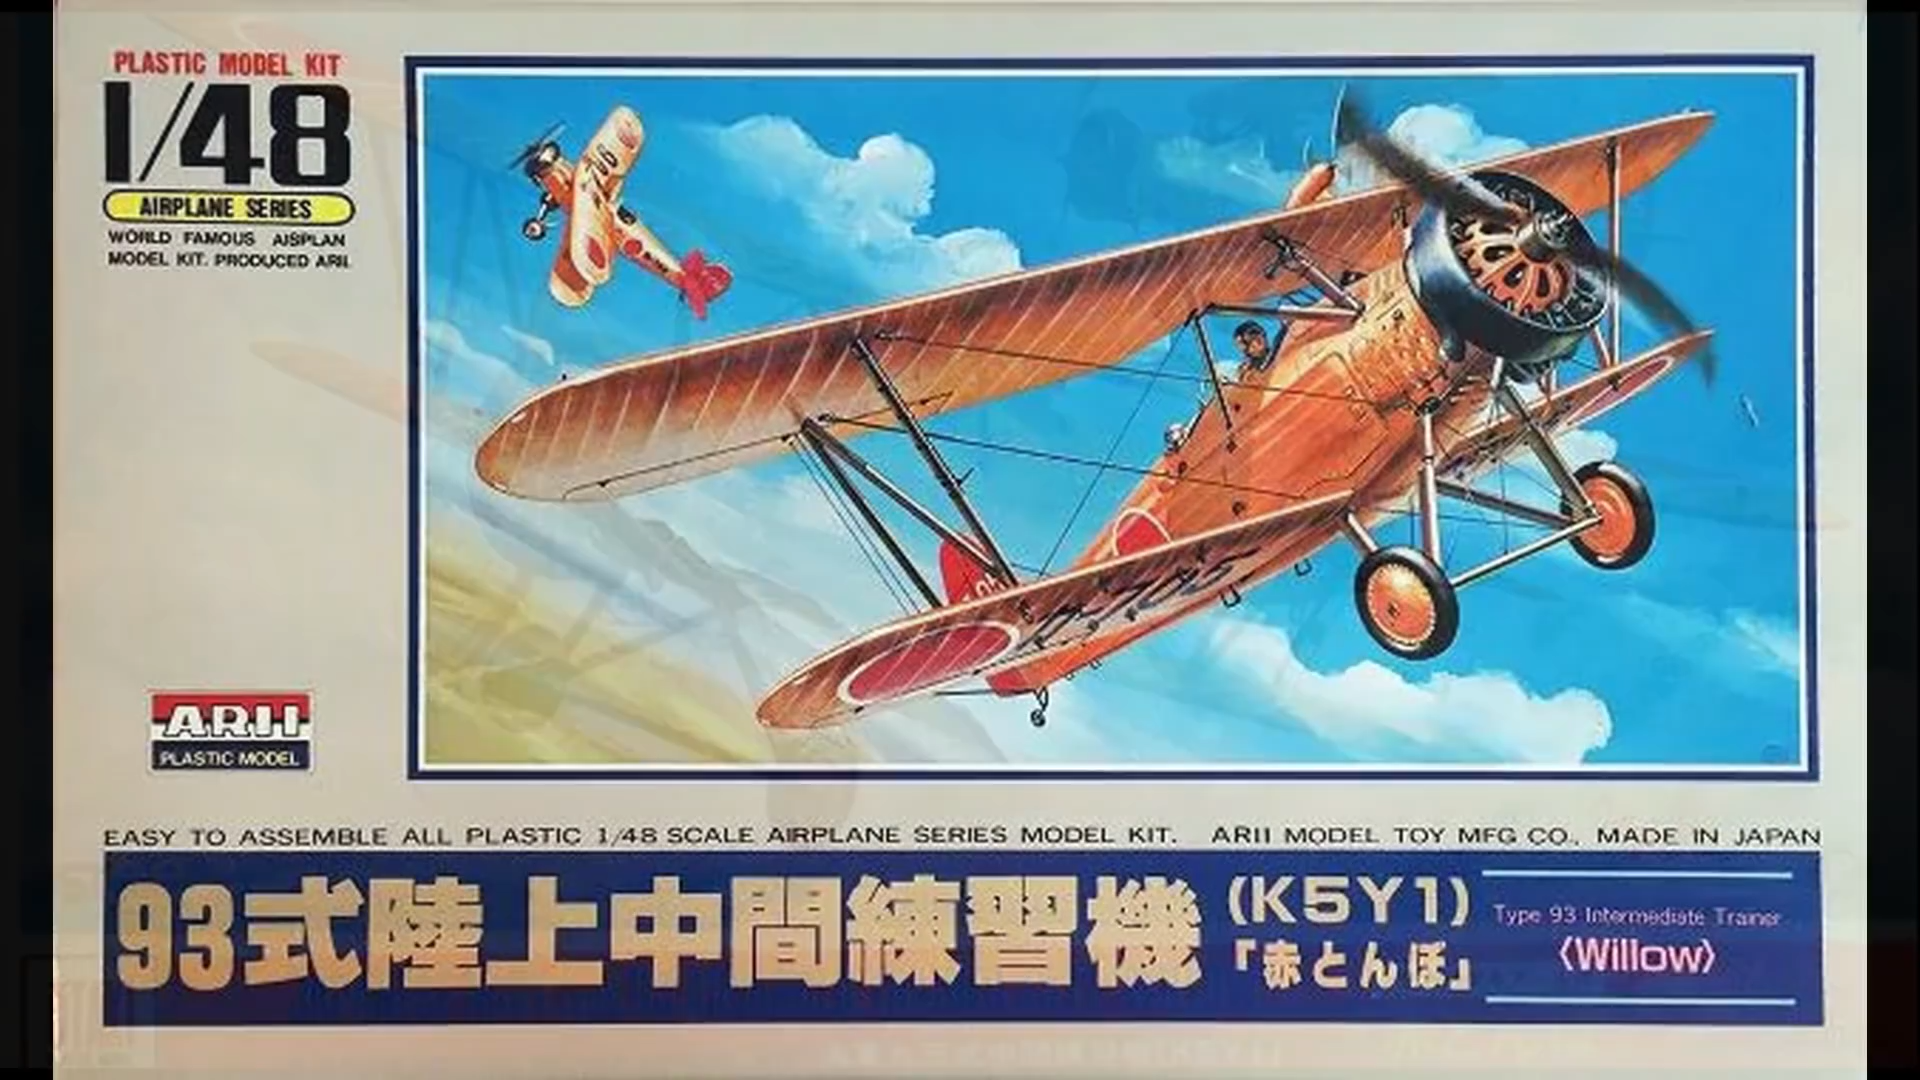 PLASTIC MODEL KIT
1/48
AIRPLANE SERIES
WORLD FAMOUS AISPLAN
MODEL KIT. PRODUCED ARII.
ARII
PLASTIC MODEL
EASY TO ASSEMBLE ALL PLASTIC 1/48 SCALE AIRPLANE SERIES MODEL KIT. ARII MODEL TOY MFG CO., MADE IN JAPAN
93式陸上中間練習機
(K5Y1)
「赤とんぼ」
Type 93 Intermediate Trainer
〈Willow〉